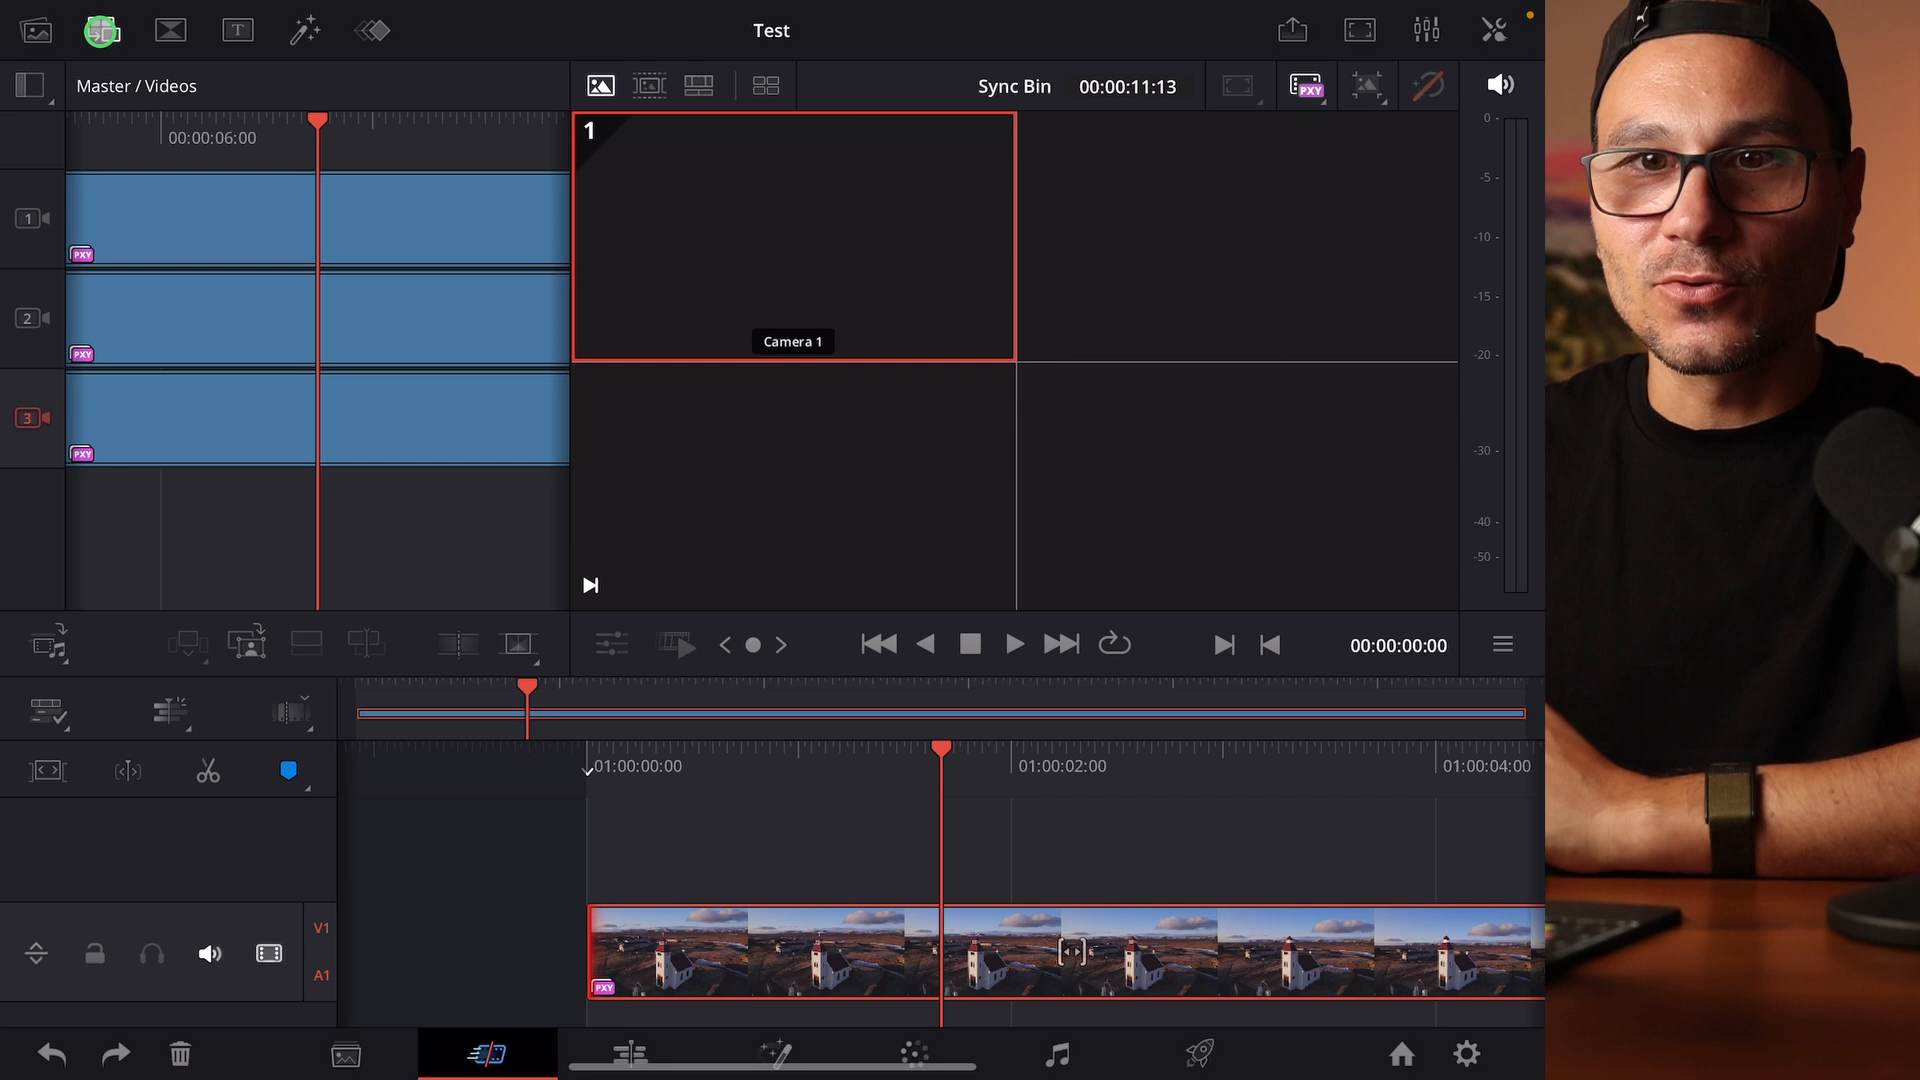 T
Test
Master / Videos
Sync Bin 00:00:11:13
PXY
00:00:06:00
1
2
3
PXY
PXY
PXY
1
Camera 1
0 -
-5 -
-10 -
-15 -
-20 -
-30 -
-40 -
-50 -
00:00:00:00
01:00:00:00
01:00:02:00
01:00:04:00
V1
A1
PXY